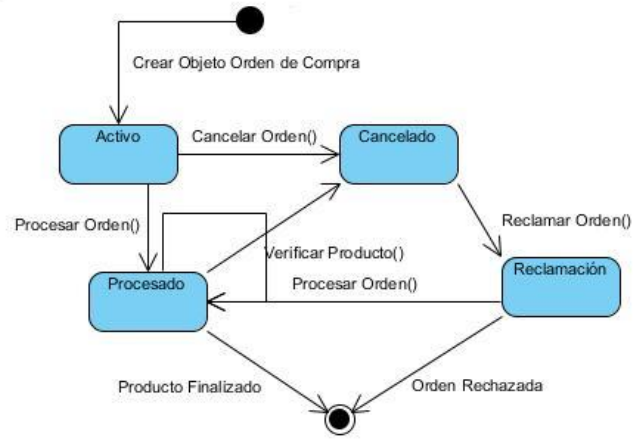 Crear Objeto Orden de Compra
Activo
Cancelar Orden()
Cancelado
Procesar Orden()
Reclamar Orden()
Verificar Producto()
Procesado
Procesar Orden()
Reclamación
Producto Finalizado
Orden Rechazada